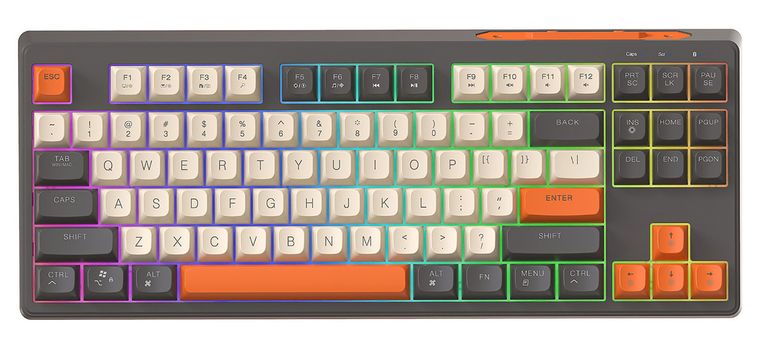 Caps Scr
ESC F1 F2 F3 F4 F5 F6 F7 F8 F9 F10 F11 F12 PRT SC SCR LK PAU SE
~ ` ! 1 @ 2 # 3 $ 4 % 5 ^ 6 & 7 * 8 ( 9 ) 0 _ - + = BACK INS HOME PGUP
TAB WIN/MAC Q W E R T Y U I O P [{ ]} \| DEL END PGDN
CAPS A S D F G H J K L : ; " ' ENTER
SHIFT Z X C V B N M < , > . ? / SHIFT ↑
CTRL ALT ALT FN MENU CTRL ← ↓ →